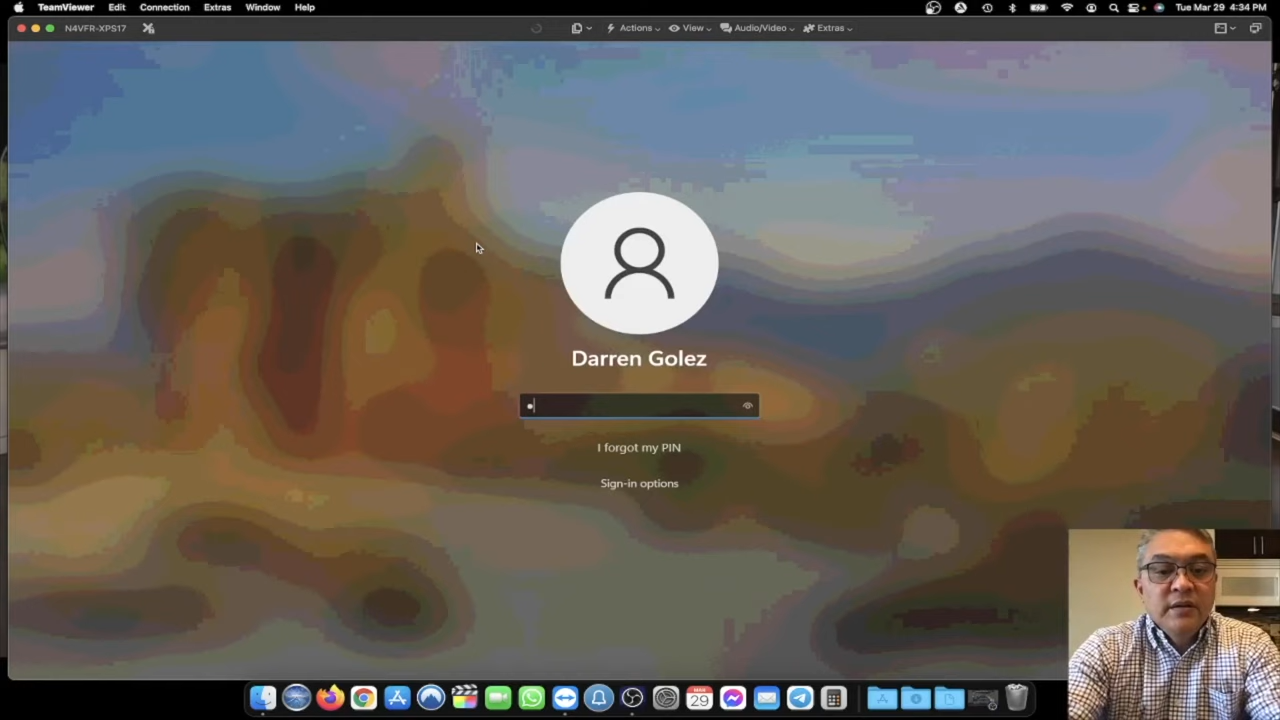 TeamViewer Edit Connection Extras Window Help Tue Mar 29 4:34 PM
N4VFR-XPS17 Actions View Audio/Video Extras
Darren Golez
I forgot my PIN
Sign-in options
29